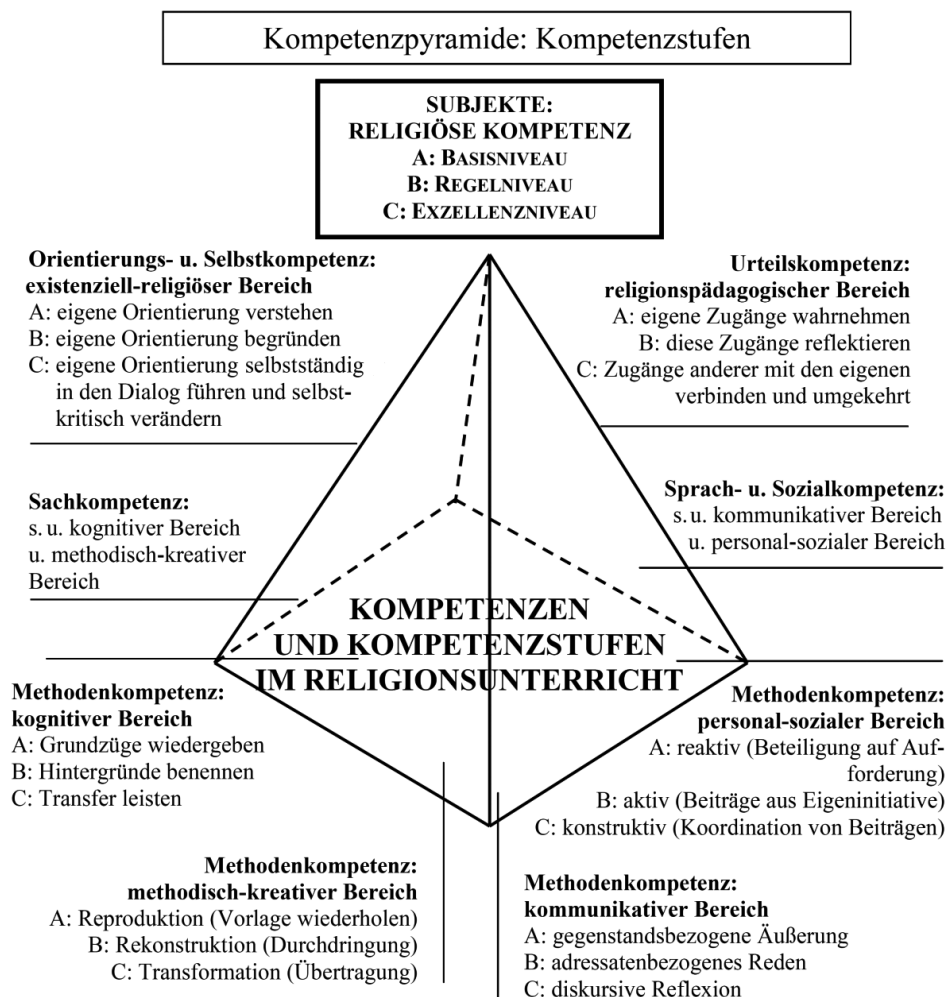 Kompetenzpyramide: Kompetenzstufen
SUBJEKTE:
RELIGIÖSE KOMPETENZ
A: BASISNIVEAU
B: REGELNIVEAU
C: EXZELLENZNIVEAU
Orientierungs- u. Selbstkompetenz:
existenziell-religiöser Bereich
A: eigene Orientierung verstehen
B: eigene Orientierung begründen
C: eigene Orientierung selbstständig
in den Dialog führen und selbst-
kritisch verändern
Urteilskompetenz:
religionspädagogischer Bereich
A: eigene Zugänge wahrnehmen
B: diese Zugänge reflektieren
C: Zugänge anderer mit den eigenen
verbinden und umgekehrt
Sachkompetenz:
s. u. kognitiver Bereich
u. methodisch-kreativer
Bereich
Sprach- u. Sozialkompetenz:
s. u. kommunikativer Bereich
u. personal-sozialer Bereich
KOMPETENZEN
UND KOMPETENZSTUFEN
IM RELIGIONSUNTERRICHT
Methodenkompetenz:
kognitiver Bereich
A: Grundzüge wiedergeben
B: Hintergründe benennen
C: Transfer leisten
Methodenkompetenz:
personal-sozialer Bereich
A: reaktiv (Beteiligung auf Auf-
forderung)
B: aktiv (Beiträge aus Eigeninitiative)
C: konstruktiv (Koordination von Beiträgen)
Methodenkompetenz:
methodisch-kreativer Bereich
A: Reproduktion (Vorlage wiederholen)
B: Rekonstruktion (Durchdringung)
C: Transformation (Übertragung)
Methodenkompetenz:
kommunikativer Bereich
A: gegenstandsbezogene Äußerung
B: adressatenbezogenes Reden
C: diskursive Reflexion